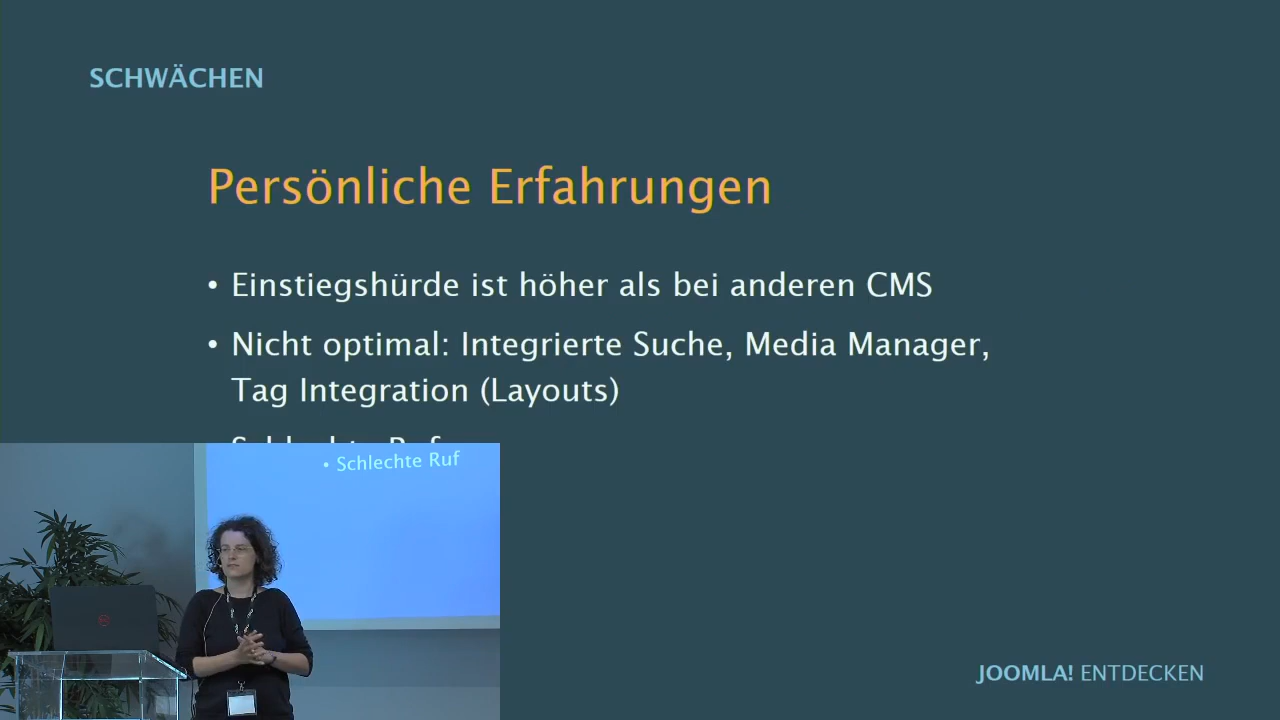 SCHWÄCHEN
Persönliche Erfahrungen
• Einstiegshürde ist höher als bei anderen CMS
• Nicht optimal: Integrierte Suche, Media Manager,
Tag Integration (Layouts)
• Schlechte Ruf
JOOMLA! ENTDECKEN